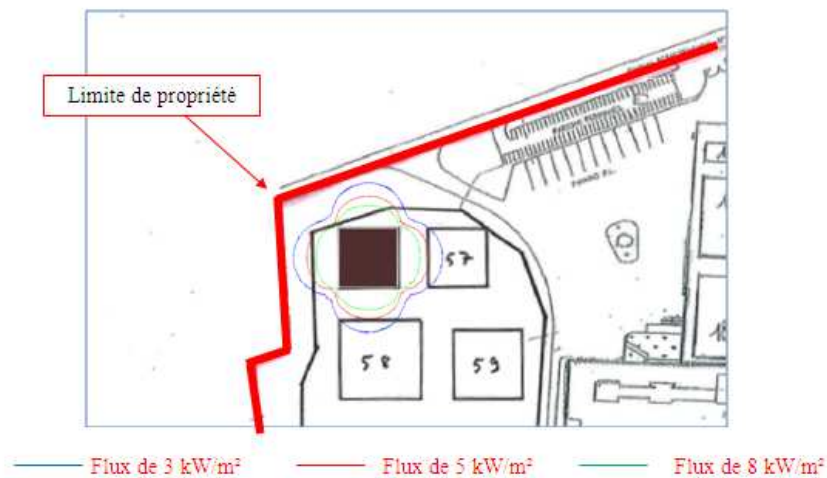 Limite de propriété
57
58
59
Flux de 3 kW/m² Flux de 5 kW/m² Flux de 8 kW/m²